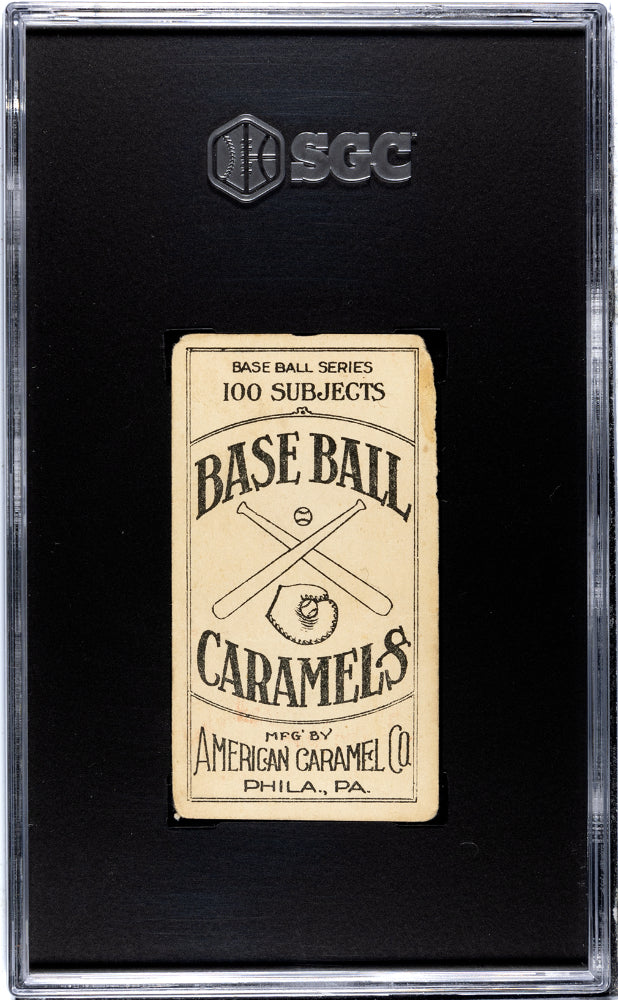 SGC
BASE BALL SERIES
100 SUBJECTS
BASE BALL
CARAMELS
MFG' BY
AMERICAN CARAMEL CO.
PHILA., PA.